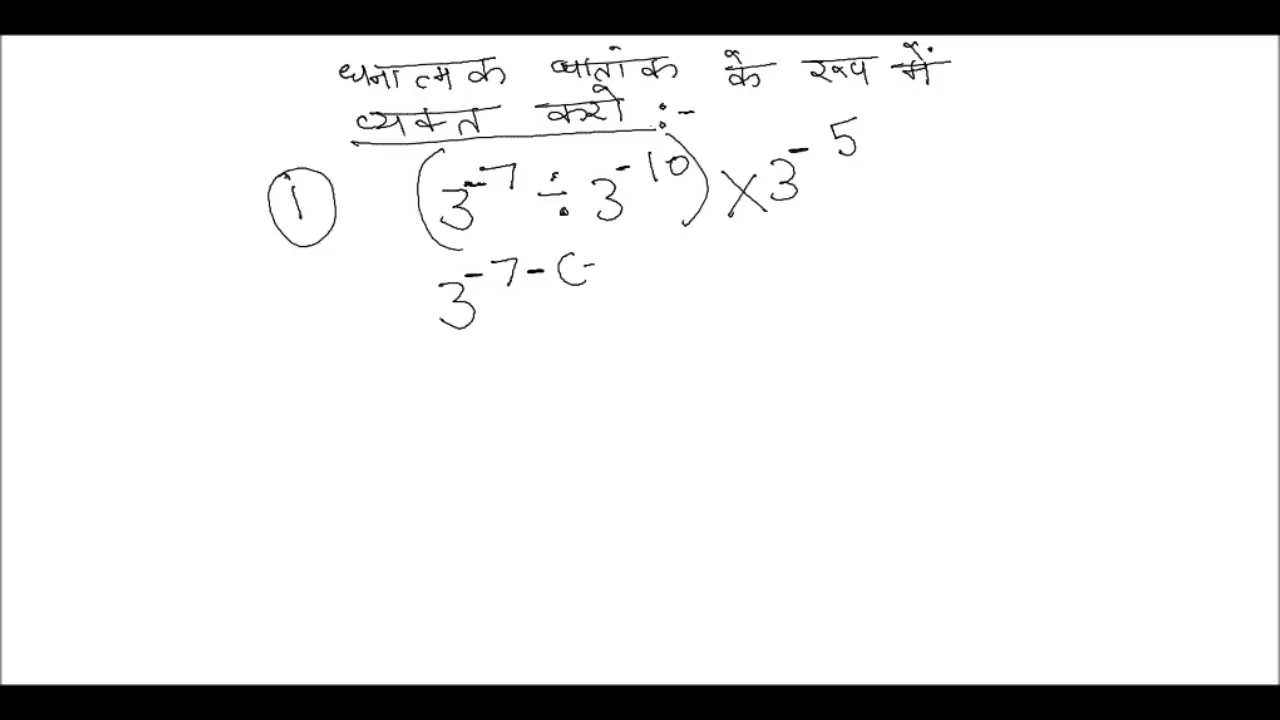 धनात्मक घातांक के रूप में
व्यक्त करो :-
① (3⁻⁷ ÷ 3⁻¹⁰) × 3⁻⁵
3⁻⁷⁻⁽⁻